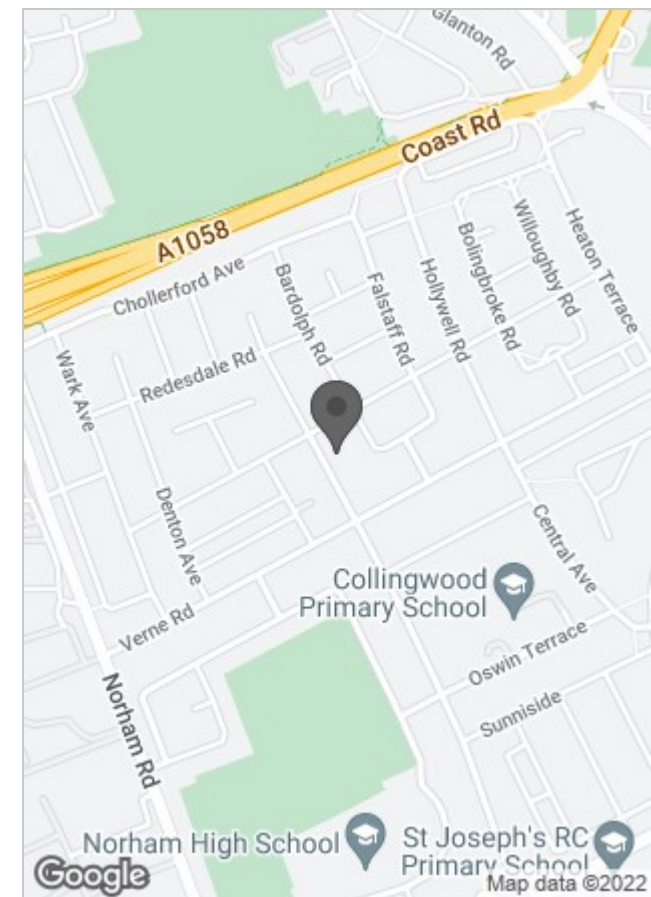 Glanton Rd
Coast Rd
A1058
Chollerford Ave
Bardolph Rd
Falstaff Rd
Hollywell Rd
Bolingbroke Rd
Willoughby Rd
Heaton Terrace
Redesdale Rd
Wark Ave
Denton Ave
Central Ave
Collingwood
Primary School
Verne Rd
Oswin Terrace
Sunniside
Norham Rd
Norham High School
St Joseph's RC
Primary School
Google
Map data ©2022